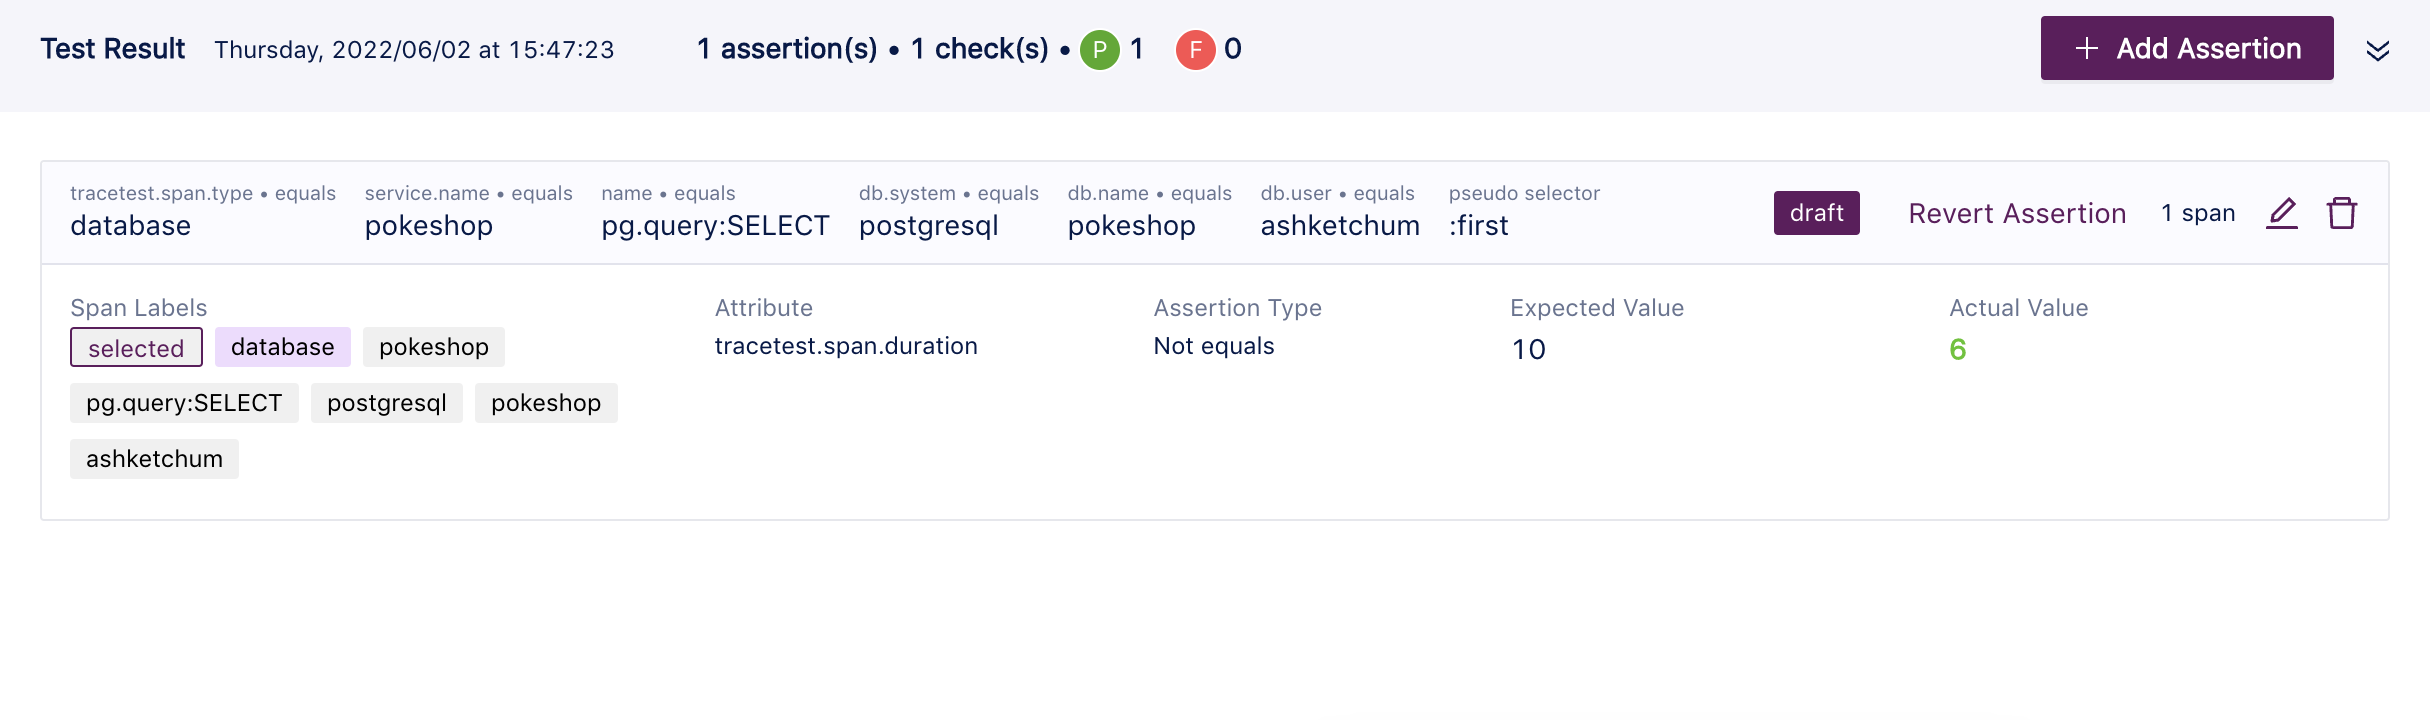 Test Result Thursday, 2022/06/02 at 15:47:23 1 assertion(s) • 1 check(s) • P 1 F 0 + Add Assertion
tracetest.span.type • equals service.name • equals name • equals db.system • equals db.name • equals db.user • equals pseudo selector
database pokeshop pg.query:SELECT postgresql pokeshop ashketchum :first draft Revert Assertion 1 span
Span Labels Attribute Assertion Type Expected Value Actual Value
selected database pokeshop tracetest.span.duration Not equals 10 6
pg.query:SELECT postgresql pokeshop
ashketchum